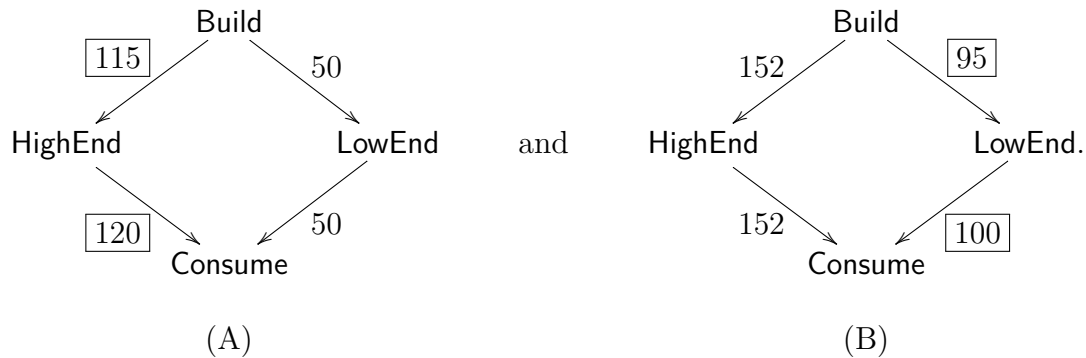 Build Build
115 50 152 95
HighEnd LowEnd and HighEnd LowEnd.
120 50 152 100
Consume Consume
(A) (B)